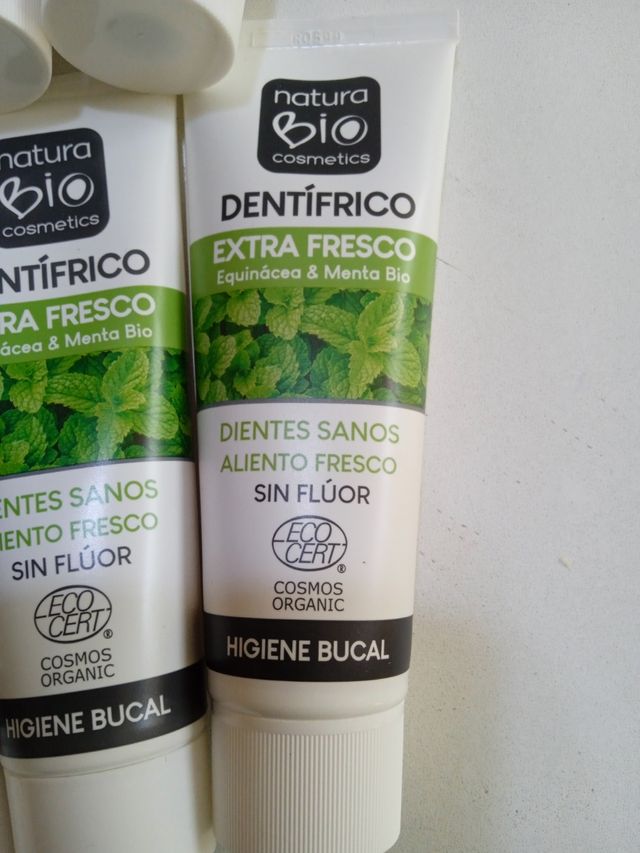 natura
BiO
cosmetics
DENTÍFRICO
EXTRA FRESCO
Equinácea & Menta Bio
DIENTES SANOS
ALIENTO FRESCO
SIN FLÚOR
ECO
CERT
®
COSMOS
ORGANIC
HIGIENE BUCAL
natura
BiO
cosmetics
NTÍFRICO
RA FRESCO
ácea & Menta Bio
ENTES SANOS
IENTO FRESCO
SIN FLÚOR
ECO
CERT
®
COSMOS
ORGANIC
HIGIENE BUCAL